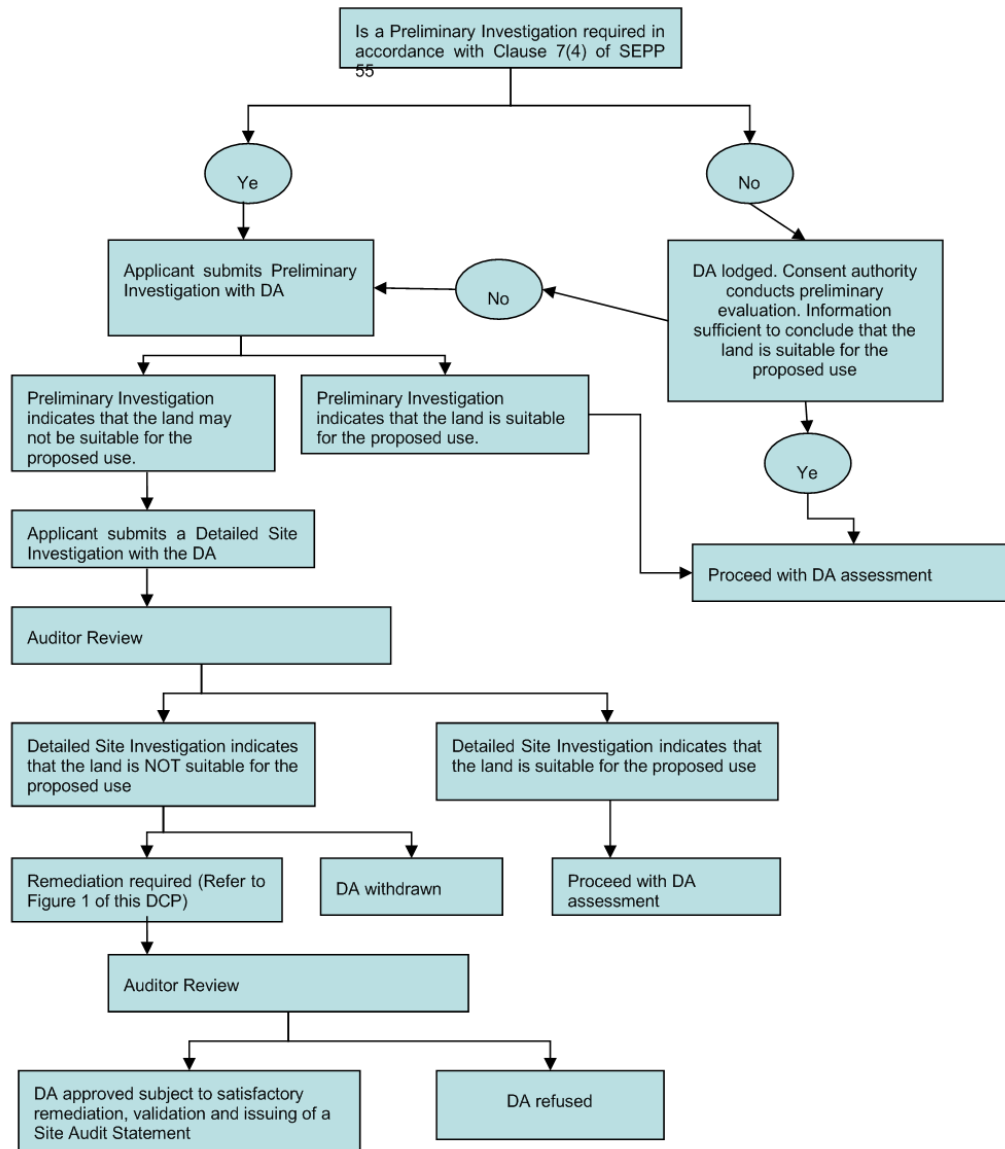 Is a Preliminary Investigation required in
accordance with Clause 7(4) of SEPP
55
Ye
No
Applicant submits Preliminary
Investigation with DA
No
DA lodged. Consent authority
conducts preliminary
evaluation. Information
sufficient to conclude that the
land is suitable for the
proposed use
Preliminary Investigation
indicates that the land may
not be suitable for the
proposed use.
Preliminary Investigation
indicates that the land is suitable
for the proposed use.
Ye
Applicant submits a Detailed Site
Investigation with the DA
Proceed with DA assessment
Auditor Review
Detailed Site Investigation indicates
that the land is NOT suitable for the
proposed use
Detailed Site Investigation indicates that
the land is suitable for the proposed use
Remediation required (Refer to
Figure 1 of this DCP)
DA withdrawn
Proceed with DA
assessment
Auditor Review
DA approved subject to satisfactory
remediation, validation and issuing of a
Site Audit Statement
DA refused